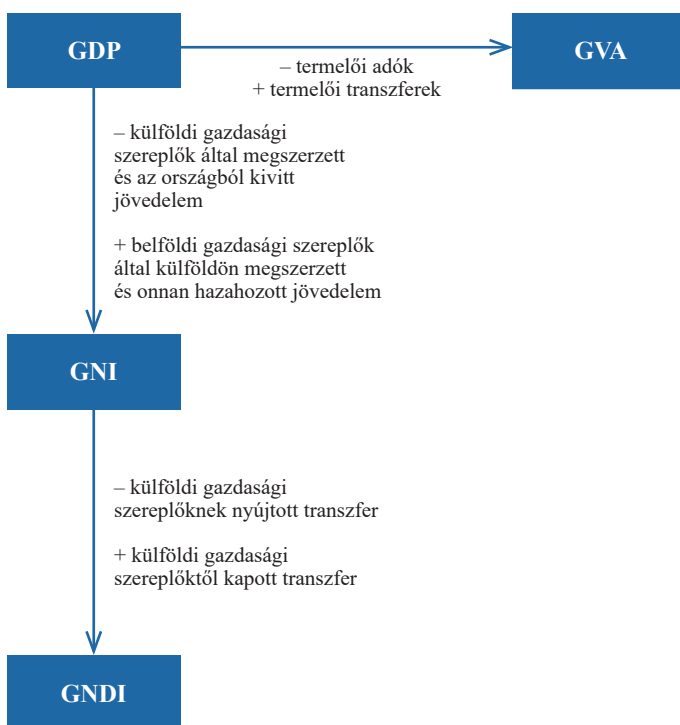 GDP
GVA
– termelői adók
+ termelői transzferek
– külföldi gazdasági
szereplők által megszerzett
és az országból kivitt
jövedelem
+ belföldi gazdasági szereplők
által külföldön megszerzett
és onnan hazahozott jövedelem
GNI
– külföldi gazdasági
szereplőknek nyújtott transzfer
+ külföldi gazdasági
szereplőktől kapott transzfer
GNDI